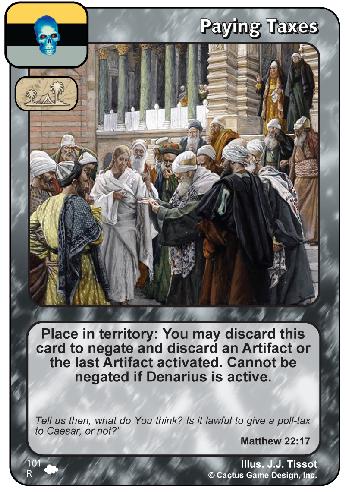 Paying Taxes
Place in territory: You may discard this
card to negate and discard an Artifact or
the last Artifact activated. Cannot be
negated if Denarius is active.
Tell us then, what do You think? Is it lawful to give a poll-tax
to Caesar, or not?'
Matthew 22:17
101
R
Illus. J.J. Tissot
© Cactus Game Design, Inc.